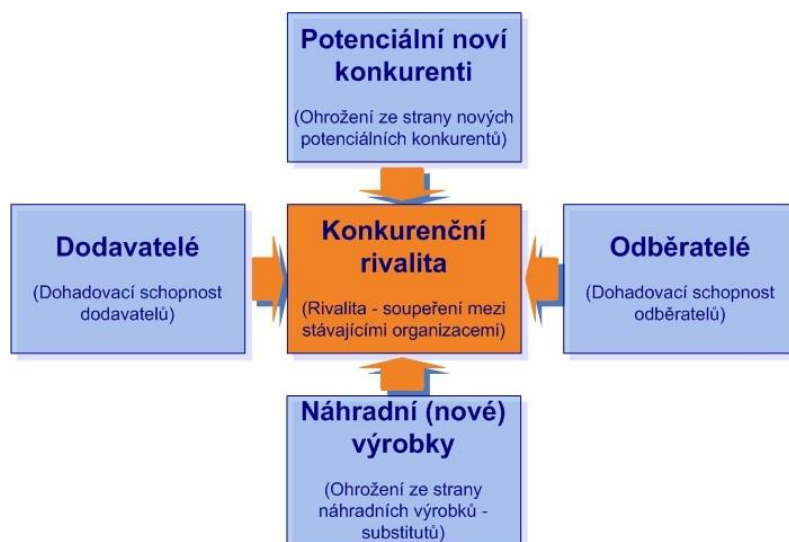 Potenciální noví
konkurenti
(Ohrožení ze strany nových
potenciálních konkurentů)
Dodavatelé
(Dohadovací schopnost
dodavatelů)
Konkurenční
rivalita
(Rivalita - soupeření mezi
stávajícími organizacemi)
Odběratelé
(Dohadovací schopnost
odběratelů)
Náhradní (nové)
výrobky
(Ohrožení ze strany
náhradních výrobků -
substitutů)